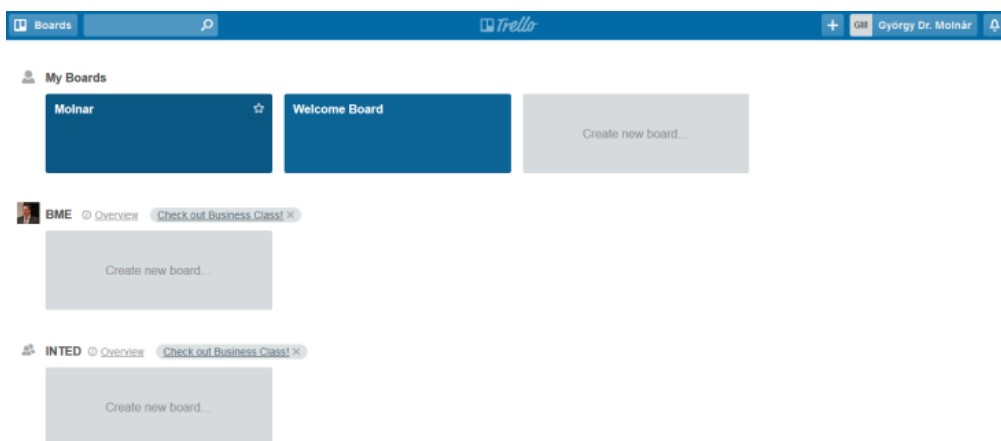 Boards Trello + GM György Dr. Molnár
My Boards
Molnar Welcome Board
Create new board...
BME Overview Check out Business Class! ×
Create new board...
INTED Overview Check out Business Class! ×
Create new board...